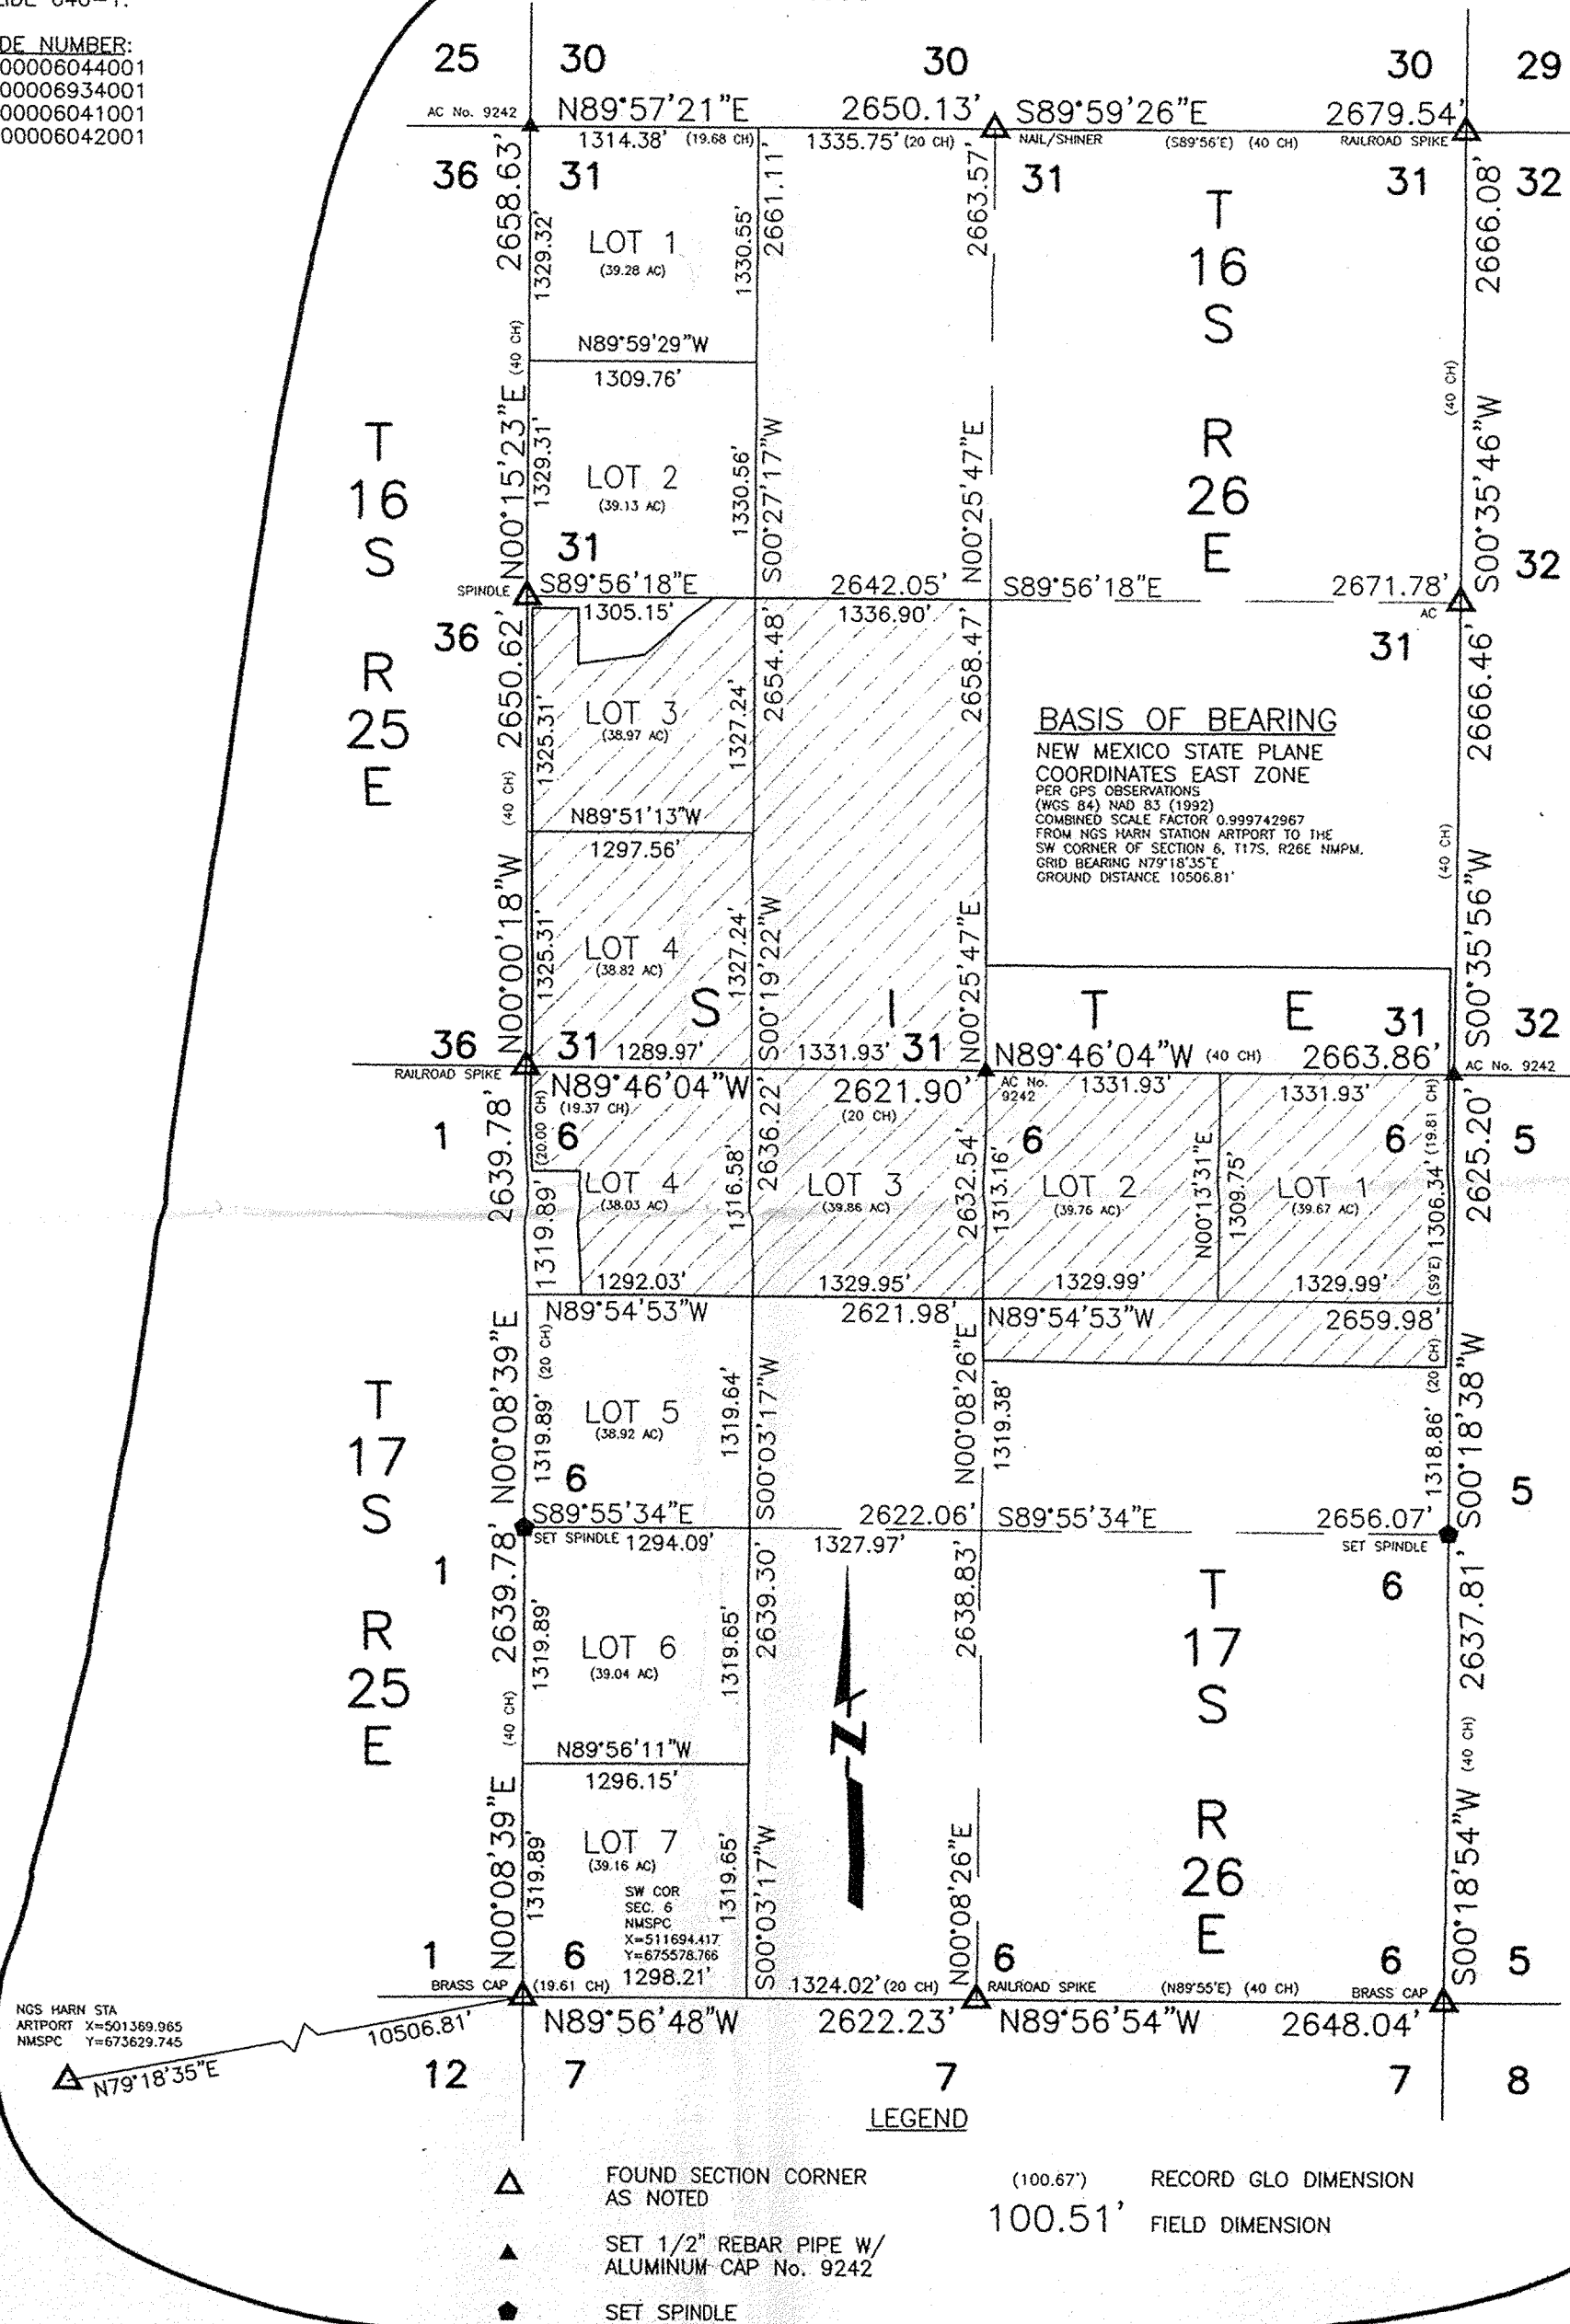 DE NUMBER:
00006044001
00006934001
00006041001
00006042001
25 30 30 30 29
AC No. 9242 N89°57'21"E 2650.13' S89°59'26"E 2679.54'
1314.38' (19.68 CH) 1335.75' (20 CH) NAIL/SHINER (S89°56'E) (40 CH) RAILROAD SPIKE
36 31 31 31 32
2658.63'
1329.32'
LOT 1
(39.28 AC)
1330.55'
2661.11'
2663.57'
T
16
S
2666.08'
(40 CH)
N89°59'29"W
1309.76'
N00°15'23"E
1329.31'
LOT 2
(39.13 AC)
1330.56'
S00°27'17"W
N00°25'47"E
R
26
E
(40 CH)
S00°35'46"W
T
16
S
31 32
SPINDLE S89°56'18"E 2642.05' S89°56'18"E 2671.78'
1305.15' 1336.90' AC
36 31
R
25
E
2650.62'
1325.31'
LOT 3
(38.97 AC)
1327.24'
2654.48'
2658.47'
2666.46'
BASIS OF BEARING
NEW MEXICO STATE PLANE
COORDINATES EAST ZONE
PER GPS OBSERVATIONS
(WGS 84) NAD 83 (1992)
COMBINED SCALE FACTOR 0.999742967
FROM NGS HARN STATION ARTPORT TO THE
SW CORNER OF SECTION 6, T17S, R26E NMPM.
GRID BEARING N79°18'35"E
GROUND DISTANCE 10506.81'
(40 CH)
N89°51'13"W
1297.56'
(40 CH)
N00°00'18"W
1325.31'
LOT 4
(38.82 AC)
1327.24'
S00°19'22"W
N00°25'47"E
S00°35'56"W
S I T E
36 31 1289.97' 1331.93' 31 31 32
RAILROAD SPIKE N89°46'04"W 2621.90' N89°46'04"W (40 CH) 2663.86' AC No. 9242
(19.37 CH) (20 CH) AC No.
9242 1331.93' 1331.93'
1 6 6 6 5
2639.78'
(20.00 CH)
1319.89'
LOT 4
(38.03 AC)
1316.58'
2636.22'
LOT 3
(39.86 AC)
2632.54'
1313.16'
LOT 2
(39.76 AC)
N00°13'31"E
1309.75'
LOT 1
(39.67 AC)
(S9'E) 1306.34' (19.81 CH)
2625.20'
1292.03' 1329.95' 1329.99' 1329.99'
N89°54'53"W 2621.98' N89°54'53"W 2659.98'
T
17
S
N00°08'39"E
1319.89' (20 CH)
LOT 5
(38.92 AC)
1319.64'
S00°03'17"W
N00°08'26"E
1319.38'
1318.86' (20 CH)
S00°18'38"W
6 5
S89°55'34"E 2622.06' S89°55'34"E 2656.07'
SET SPINDLE 1294.09' 1327.97' SET SPINDLE
1 6
R
25
E
2639.78'
(40 CH)
1319.89'
LOT 6
(39.04 AC)
1319.65'
2639.30'
N
2638.83'
T
17
S
2637.81'
(40 CH)
N89°56'11"W
1296.15'
N00°08'39"E
1319.89'
LOT 7
(39.16 AC)
SW COR
SEC. 6
NMSPC
X=511694.417
Y=675578.766
1319.65'
S00°03'17"W
N00°08'26"E
R
26
E
S00°18'54"W
1 6 6 6 5
BRASS CAP (19.61 CH) 1298.21' 1324.02' (20 CH) RAILROAD SPIKE (N89°55'E) (40 CH) BRASS CAP
N89°56'48"W 2622.23' N89°56'54"W 2648.04'
NGS HARN STA
ARTPORT X=501369.965
NMSPC Y=673629.745
10506.81'
N79°18'35"E
12 7 7 7 8
LEGEND
FOUND SECTION CORNER
AS NOTED
(100.67') RECORD GLO DIMENSION
100.51' FIELD DIMENSION
SET 1/2" REBAR PIPE W/
ALUMINUM CAP No. 9242
SET SPINDLE